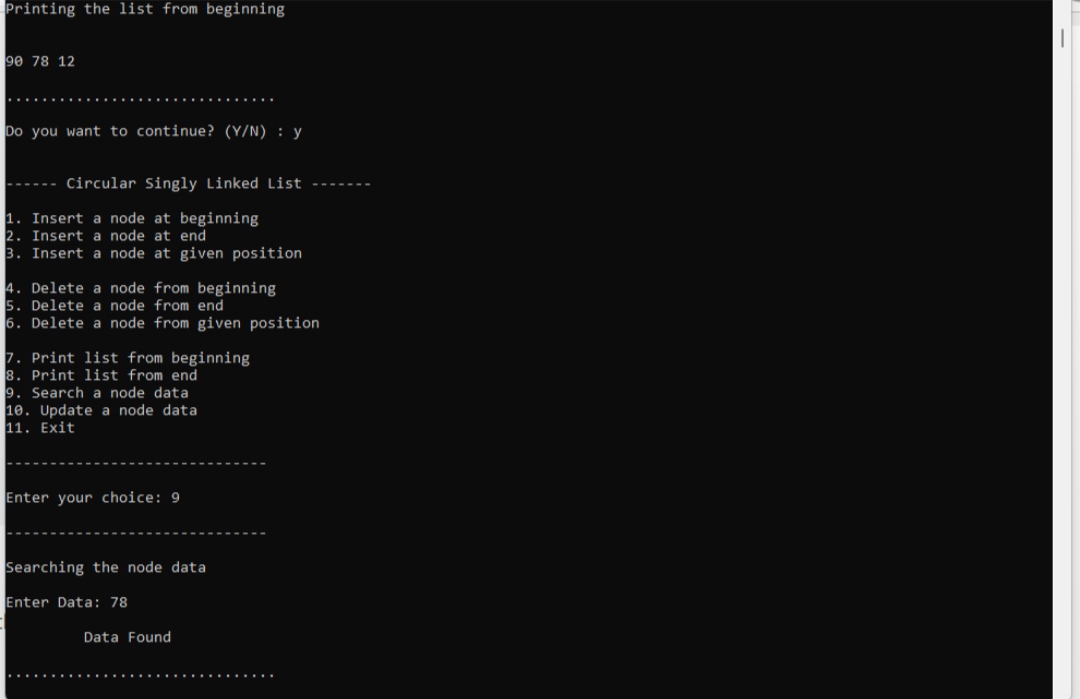 Printing the list from beginning
90 78 12
...............................
Do you want to continue? (Y/N) : y
------ Circular Singly Linked List -------
1. Insert a node at beginning
2. Insert a node at end
3. Insert a node at given position
4. Delete a node from beginning
5. Delete a node from end
6. Delete a node from given position
7. Print list from beginning
8. Print list from end
9. Search a node data
10. Update a node data
11. Exit
------------------------------
Enter your choice: 9
------------------------------
Searching the node data
Enter Data: 78
Data Found
...............................